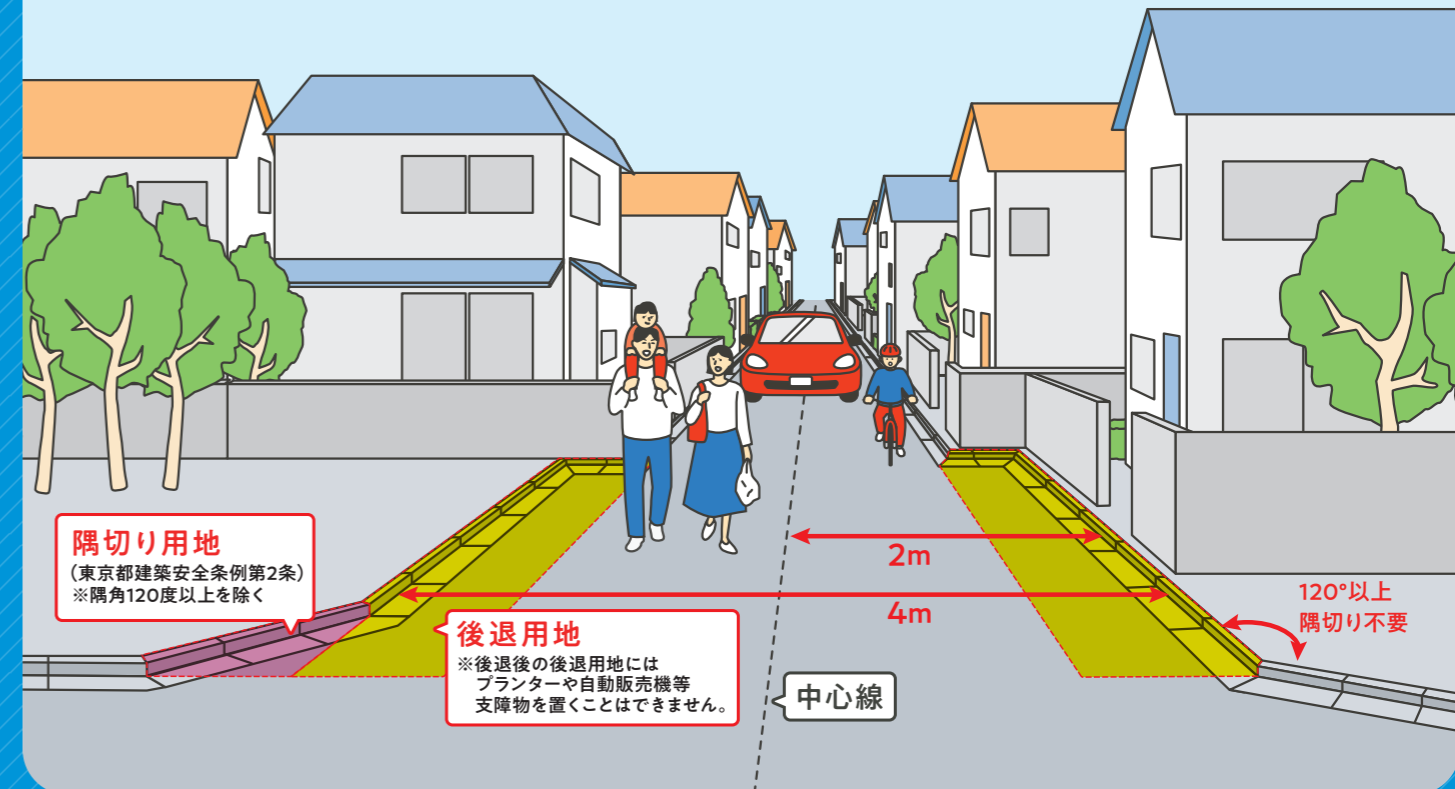 隅切り用地
(東京都建築安全条例第2条)
※隅角120度以上を除く
2m
4m
120°以上
隅切り不要
後退用地
※後退後の後退用地には
プランターや自動販売機等
支障物を置くことはできません。
中心線